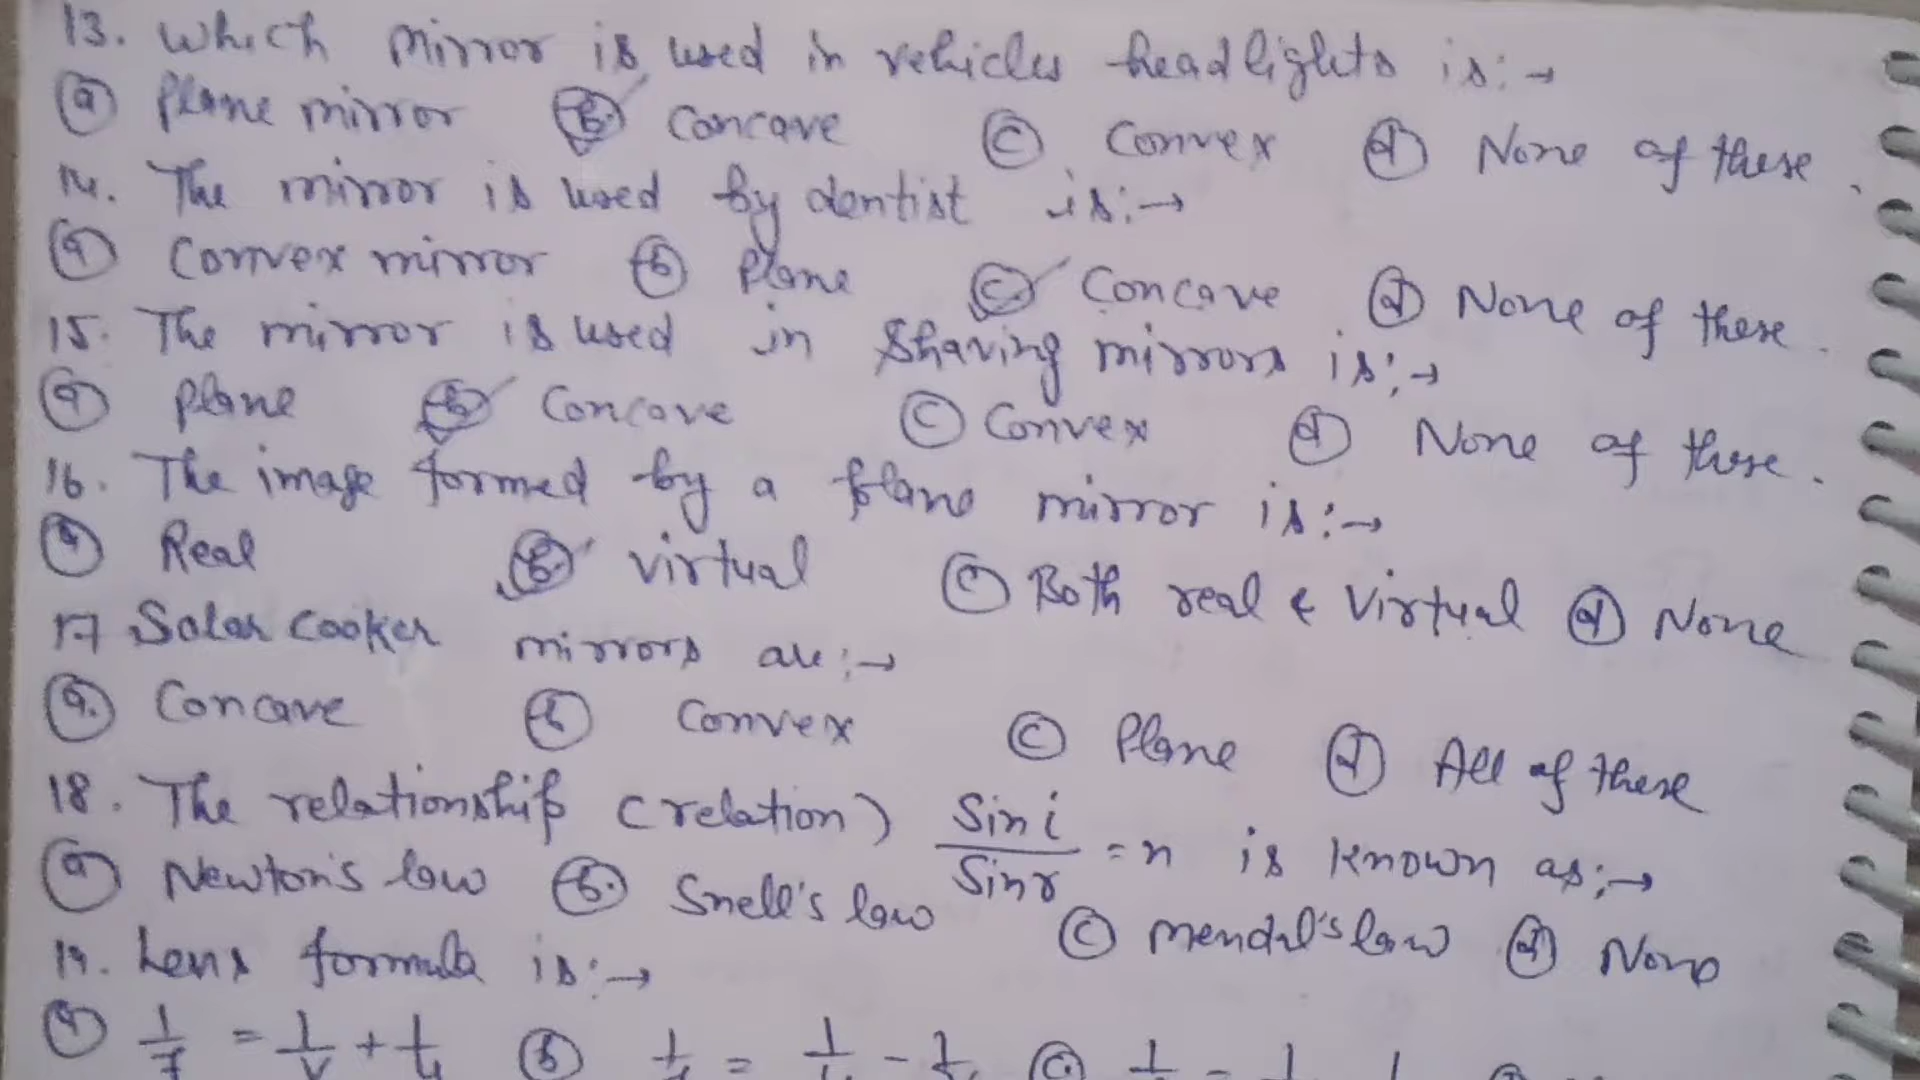 13. Which mirror is used in vehicles headlights is:→
(a) Plane mirror (b) Concave (c) Convex (d) None of these.
14. The mirror is used by dentist is:→
(a) Convex mirror (b) Plane (c) Concave (d) None of these.
15. The mirror is used in shaving mirrors is:→
(a) plane (b) Concave (c) Convex (d) None of these.
16. The image formed by a plane mirror is:→
(a) Real (b) virtual (c) Both real & virtual (d) None
17 Solar cooker mirrors are:→
(a) Concave (b) Convex (c) Plane (d) All of these
18. The relationship (relation) Sin i / Sin r = n is known as:→
(a) Newton's law (b) Snell's law (c) Mendal's law (d) None
19. Lens formula is:→
(a) 1/f = 1/v + 1/u (b)